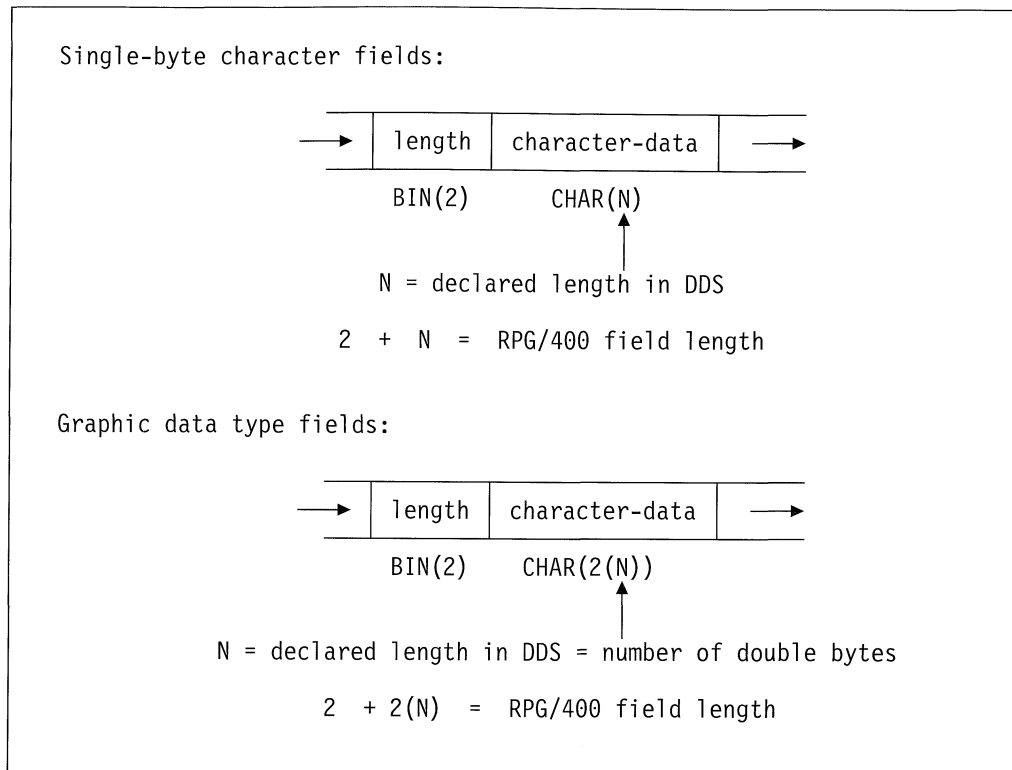 Single-byte character fields:
length character-data
BIN(2) CHAR(N)
N = declared length in DDS
2 + N = RPG/400 field length
Graphic data type fields:
length character-data
BIN(2) CHAR(2(N))
N = declared length in DDS = number of double bytes
2 + 2(N) = RPG/400 field length